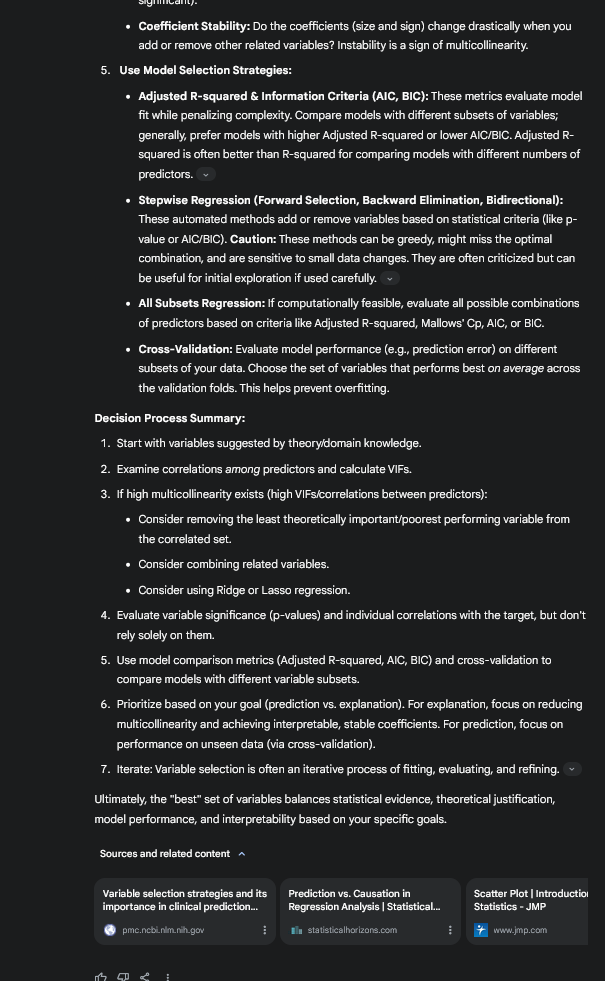 significant).
• Coefficient Stability: Do the coefficients (size and sign) change drastically when you
add or remove other related variables? Instability is a sign of multicollinearity.
5. Use Model Selection Strategies:
• Adjusted R-squared & Information Criteria (AIC, BIC): These metrics evaluate model
fit while penalizing complexity. Compare models with different subsets of variables;
generally, prefer models with higher Adjusted R-squared or lower AIC/BIC. Adjusted R-
squared is often better than R-squared for comparing models with different numbers of
predictors.
• Stepwise Regression (Forward Selection, Backward Elimination, Bidirectional):
These automated methods add or remove variables based on statistical criteria (like p-
value or AIC/BIC). Caution: These methods can be greedy, might miss the optimal
combination, and are sensitive to small data changes. They are often criticized but can
be useful for initial exploration if used carefully.
• All Subsets Regression: If computationally feasible, evaluate all possible combinations
of predictors based on criteria like Adjusted R-squared, Mallows' Cp, AIC, or BIC.
• Cross-Validation: Evaluate model performance (e.g., prediction error) on different
subsets of your data. Choose the set of variables that performs best on average across
the validation folds. This helps prevent overfitting.
Decision Process Summary:
1. Start with variables suggested by theory/domain knowledge.
2. Examine correlations among predictors and calculate VIFs.
3. If high multicollinearity exists (high VIFs/correlations between predictors):
• Consider removing the least theoretically important/poorest performing variable from
the correlated set.
• Consider combining related variables.
• Consider using Ridge or Lasso regression.
4. Evaluate variable significance (p-values) and individual correlations with the target, but don't
rely solely on them.
5. Use model comparison metrics (Adjusted R-squared, AIC, BIC) and cross-validation to
compare models with different variable subsets.
6. Prioritize based on your goal (prediction vs. explanation). For explanation, focus on reducing
multicollinearity and achieving interpretable, stable coefficients. For prediction, focus on
performance on unseen data (via cross-validation).
7. Iterate: Variable selection is often an iterative process of fitting, evaluating, and refining.
Ultimately, the "best" set of variables balances statistical evidence, theoretical justification,
model performance, and interpretability based on your specific goals.
Sources and related content
Variable selection strategies and its
importance in clinical prediction...
pmc.ncbi.nlm.nih.gov
Prediction vs. Causation in
Regression Analysis | Statistical...
statisticalhorizons.com
Scatter Plot | Introduction
Statistics - JMP
www.jmp.com